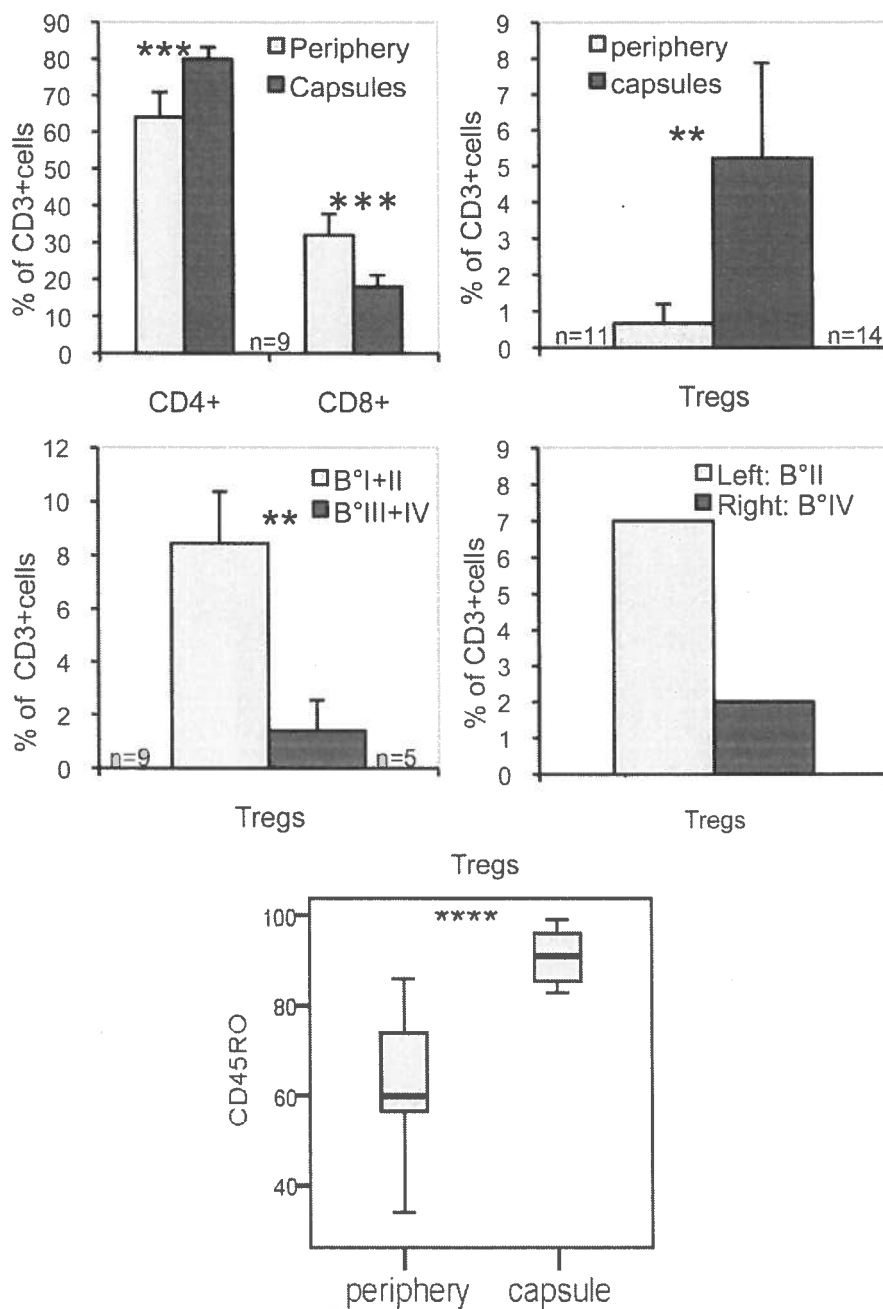 % of CD3+cells
90
80
70
60
50
40
30
20
10
0
***
Periphery
Capsules
***
n=9
CD4+ CD8+
% of CD3+cells
9
8
7
6
5
4
3
2
1
0
periphery
capsules
**
n=11
n=14
Tregs
% of CD3+cells
12
10
8
6
4
2
0
B°I+II
B°III+IV
**
n=9
n=5
Tregs
% of CD3+cells
9
8
7
6
5
4
3
2
1
0
Left: B°II
Right: B°IV
Tregs
Tregs
CD45RO
100
80
60
40
****
periphery capsule